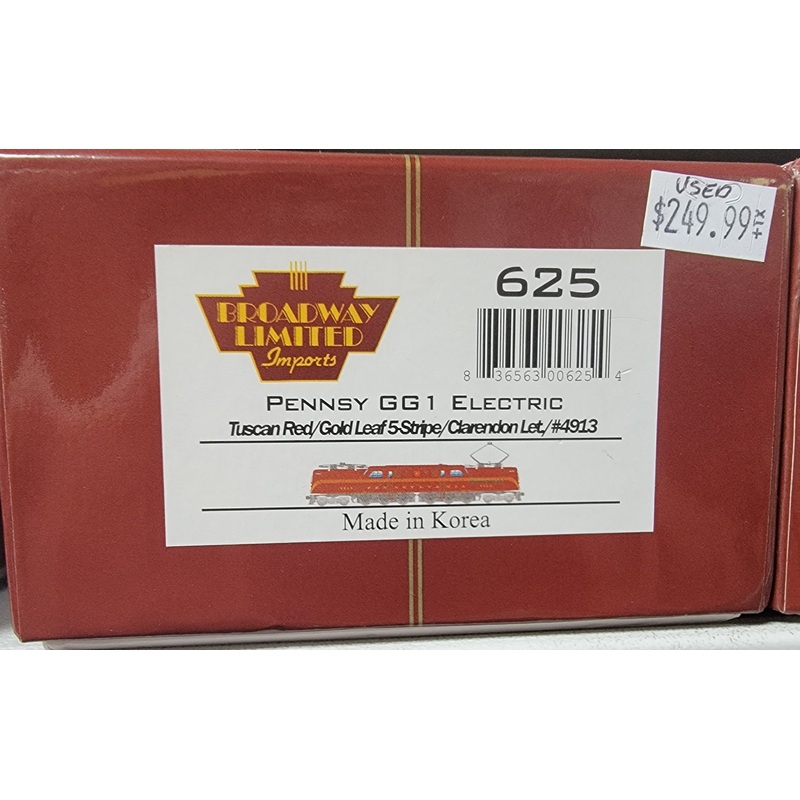 USED
$249.99 +TX
BROADWAY
LIMITED
Imports
625
8 36563 00625 4
PENNSY GG1 ELECTRIC
Tuscan Red/Gold Leaf 5-Stripe/Clarendon Let./#4913
Made in Korea